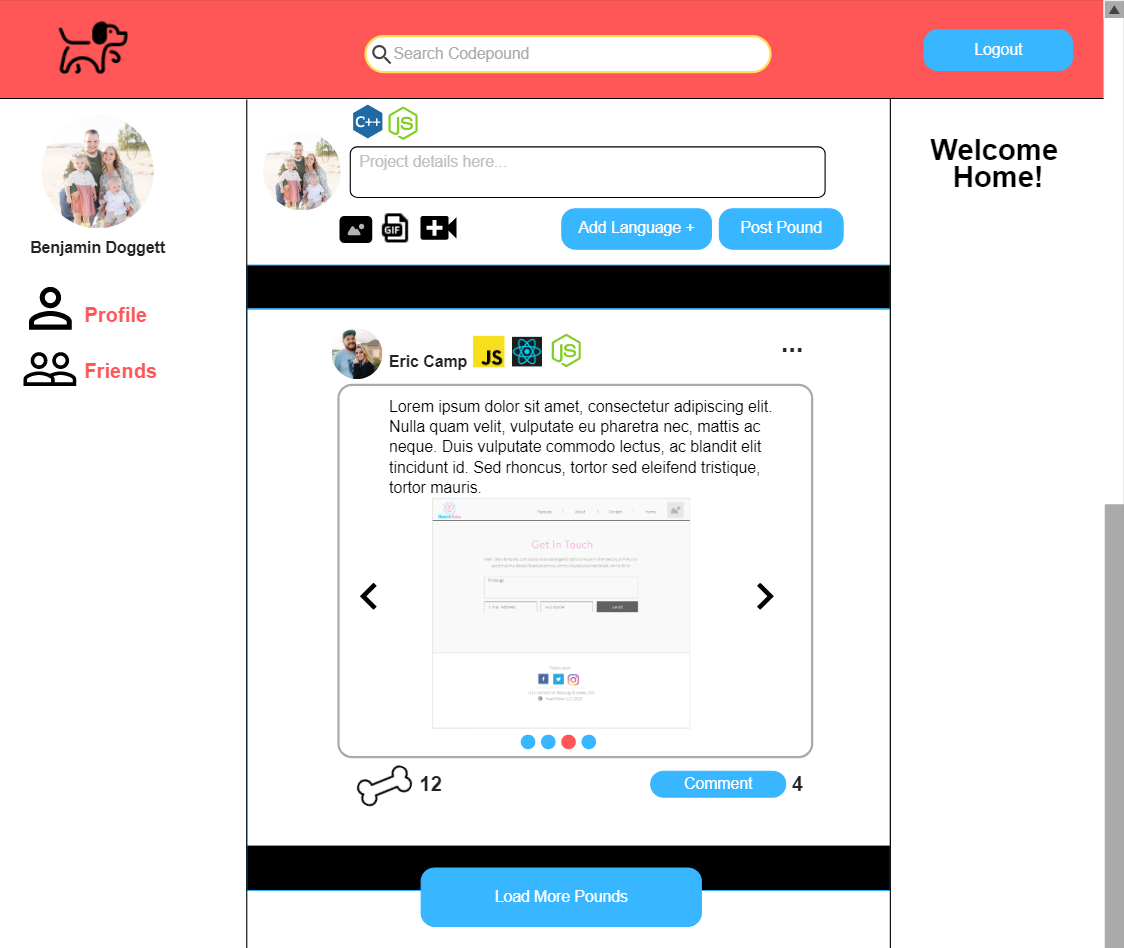 Search Codepound
Logout
Benjamin Doggett
Profile
Friends
C++
JS
Project details here...
GIF
Add Language +
Post Pound
Welcome
Home!
Eric Camp
JS
JS
...
Lorem ipsum dolor sit amet, consectetur adipiscing elit.
Nulla quam velit, vulputate eu pharetra nec, mattis ac
neque. Duis vulputate commodo lectus, ac blandit elit
tincidunt id. Sed rhoncus, tortor sed eleifend tristique,
tortor mauris.
About
Contact
Get In Touch
Send
12
Comment
4
Load More Pounds